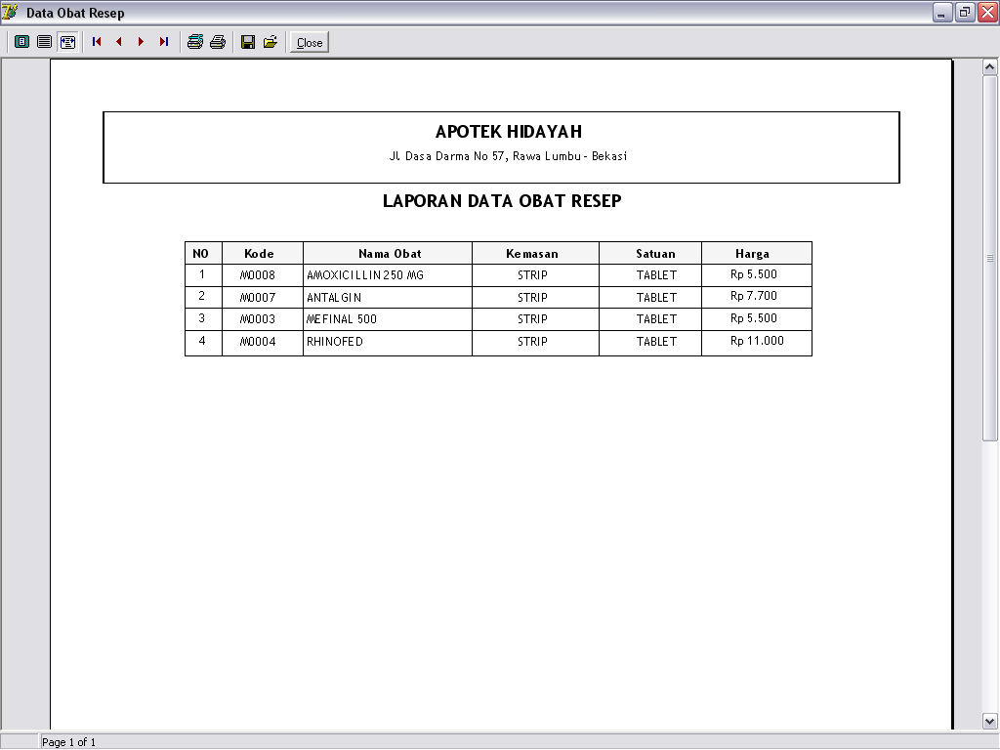 Data Obat Resep
Close
APOTEK HIDAYAH
Jl. Dasa Darma No 57, Rawa Lumbu - Bekasi
LAPORAN DATA OBAT RESEP
NO Kode Nama Obat Kemasan Satuan Harga
1 M0008 AMOXICILLIN 250 MG STRIP TABLET Rp 5.500
2 M0007 ANTALGIN STRIP TABLET Rp 7.700
3 M0003 MEFINAL 500 STRIP TABLET Rp 5.500
4 M0004 RHINOFED STRIP TABLET Rp 11.000
Page 1 of 1